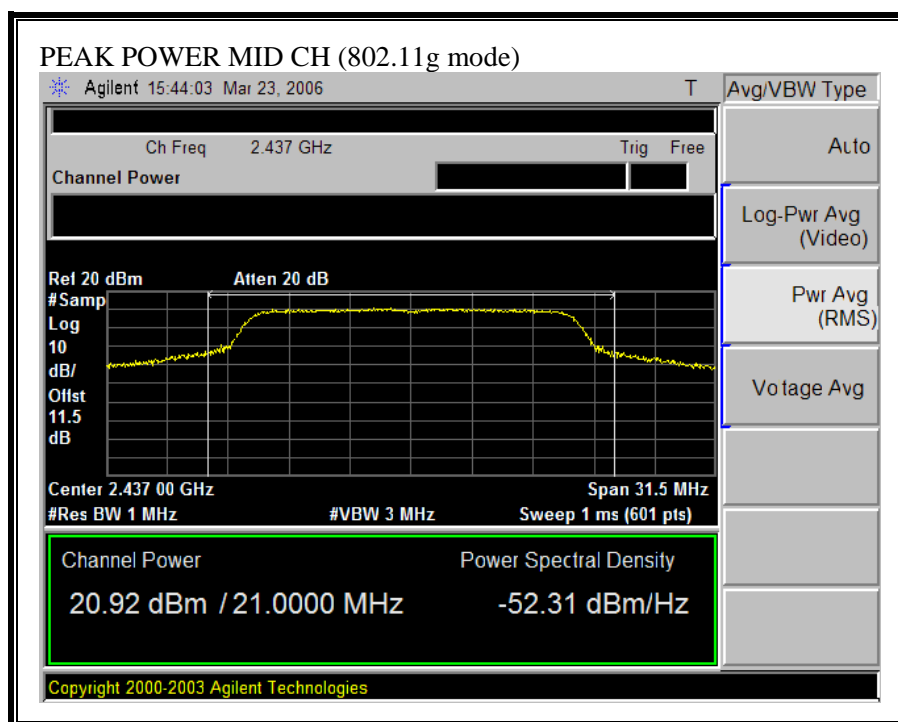 PEAK POWER MID CH (802.11g mode)
Agilent 15:44:03 Mar 23, 2006 T
Avg/VBW Type
Ch Freq 2.437 GHz Trig Free
Channel Power
Auto
Log-Pwr Avg
(Video)
Pwr Avg
(RMS)
Voltage Avg
Ref 20 dBm Atten 20 dB
#Samp
Log
10
dB/
Offst
11.5
dB
Center 2.437 00 GHz Span 31.5 MHz
#Res BW 1 MHz #VBW 3 MHz Sweep 1 ms (601 pts)
Channel Power Power Spectral Density
20.92 dBm / 21.0000 MHz -52.31 dBm/Hz
Copyright 2000-2003 Agilent Technologies